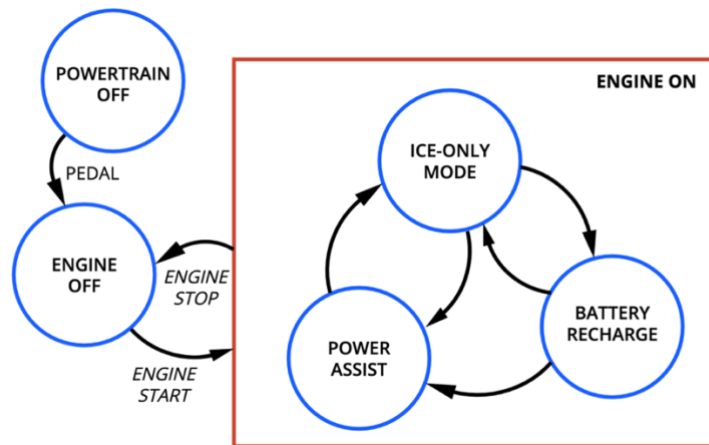 POWERTRAIN
OFF
PEDAL
ENGINE
OFF
ENGINE
STOP
ENGINE
START
ENGINE ON
ICE-ONLY
MODE
POWER
ASSIST
BATTERY
RECHARGE